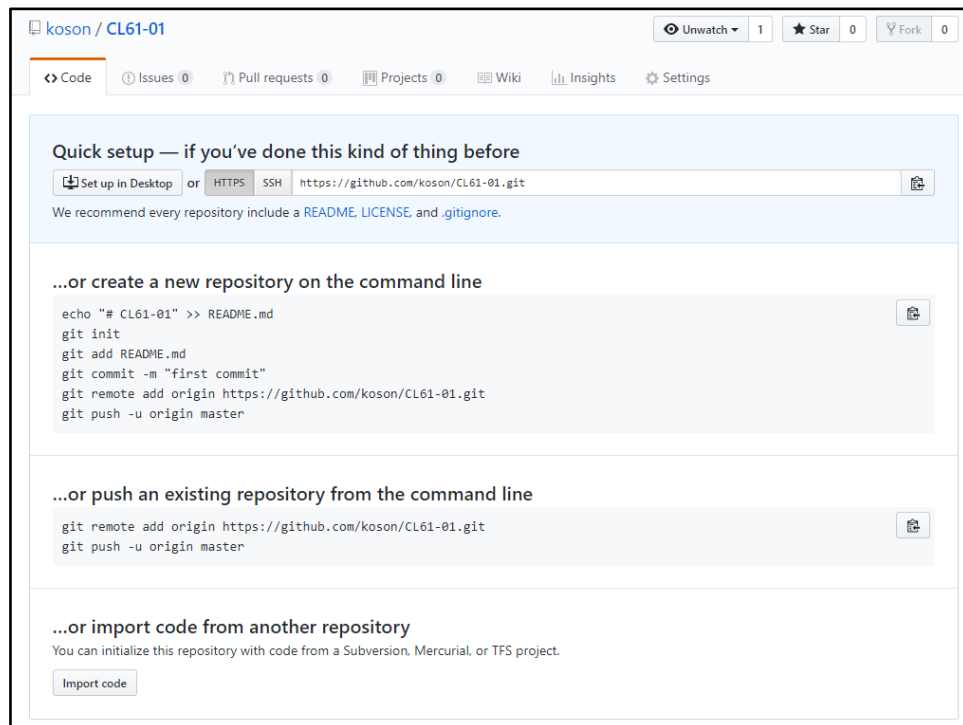 koson / CL61-01
Unwatch 1 Star 0 Fork 0
Code Issues 0 Pull requests 0 Projects 0 Wiki Insights Settings
Quick setup — if you've done this kind of thing before
Set up in Desktop or HTTPS SSH https://github.com/koson/CL61-01.git
We recommend every repository include a README, LICENSE, and .gitignore.
...or create a new repository on the command line
echo "# CL61-01" >> README.md
git init
git add README.md
git commit -m "first commit"
git remote add origin https://github.com/koson/CL61-01.git
git push -u origin master
...or push an existing repository from the command line
git remote add origin https://github.com/koson/CL61-01.git
git push -u origin master
...or import code from another repository
You can initialize this repository with code from a Subversion, Mercurial, or TFS project.
Import code